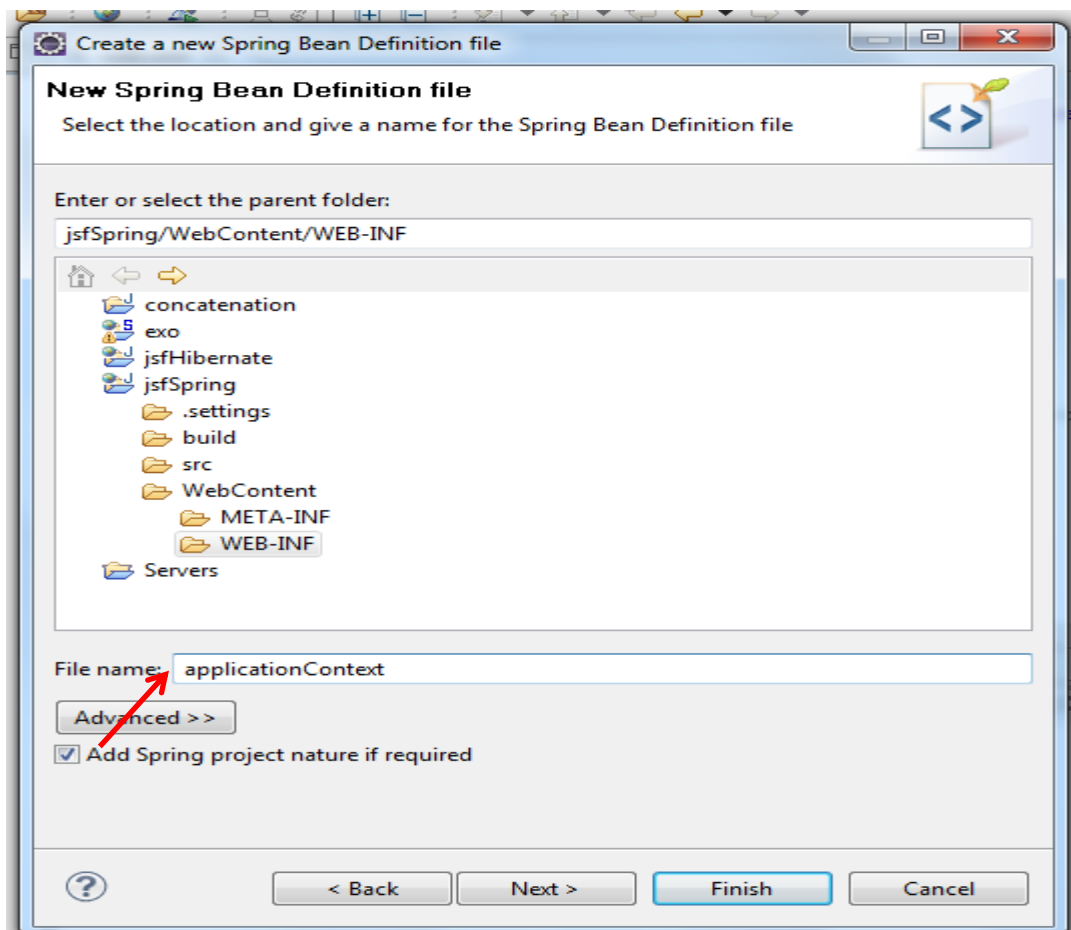 Create a new Spring Bean Definition file
New Spring Bean Definition file
Select the location and give a name for the Spring Bean Definition file
Enter or select the parent folder:
jsfSpring/WebContent/WEB-INF
concatenation
exo
jsfHibernate
jsfSpring
.settings
build
src
WebContent
META-INF
WEB-INF
Servers
File name: applicationContext
Advanced >>
Add Spring project nature if required
< Back Next > Finish Cancel